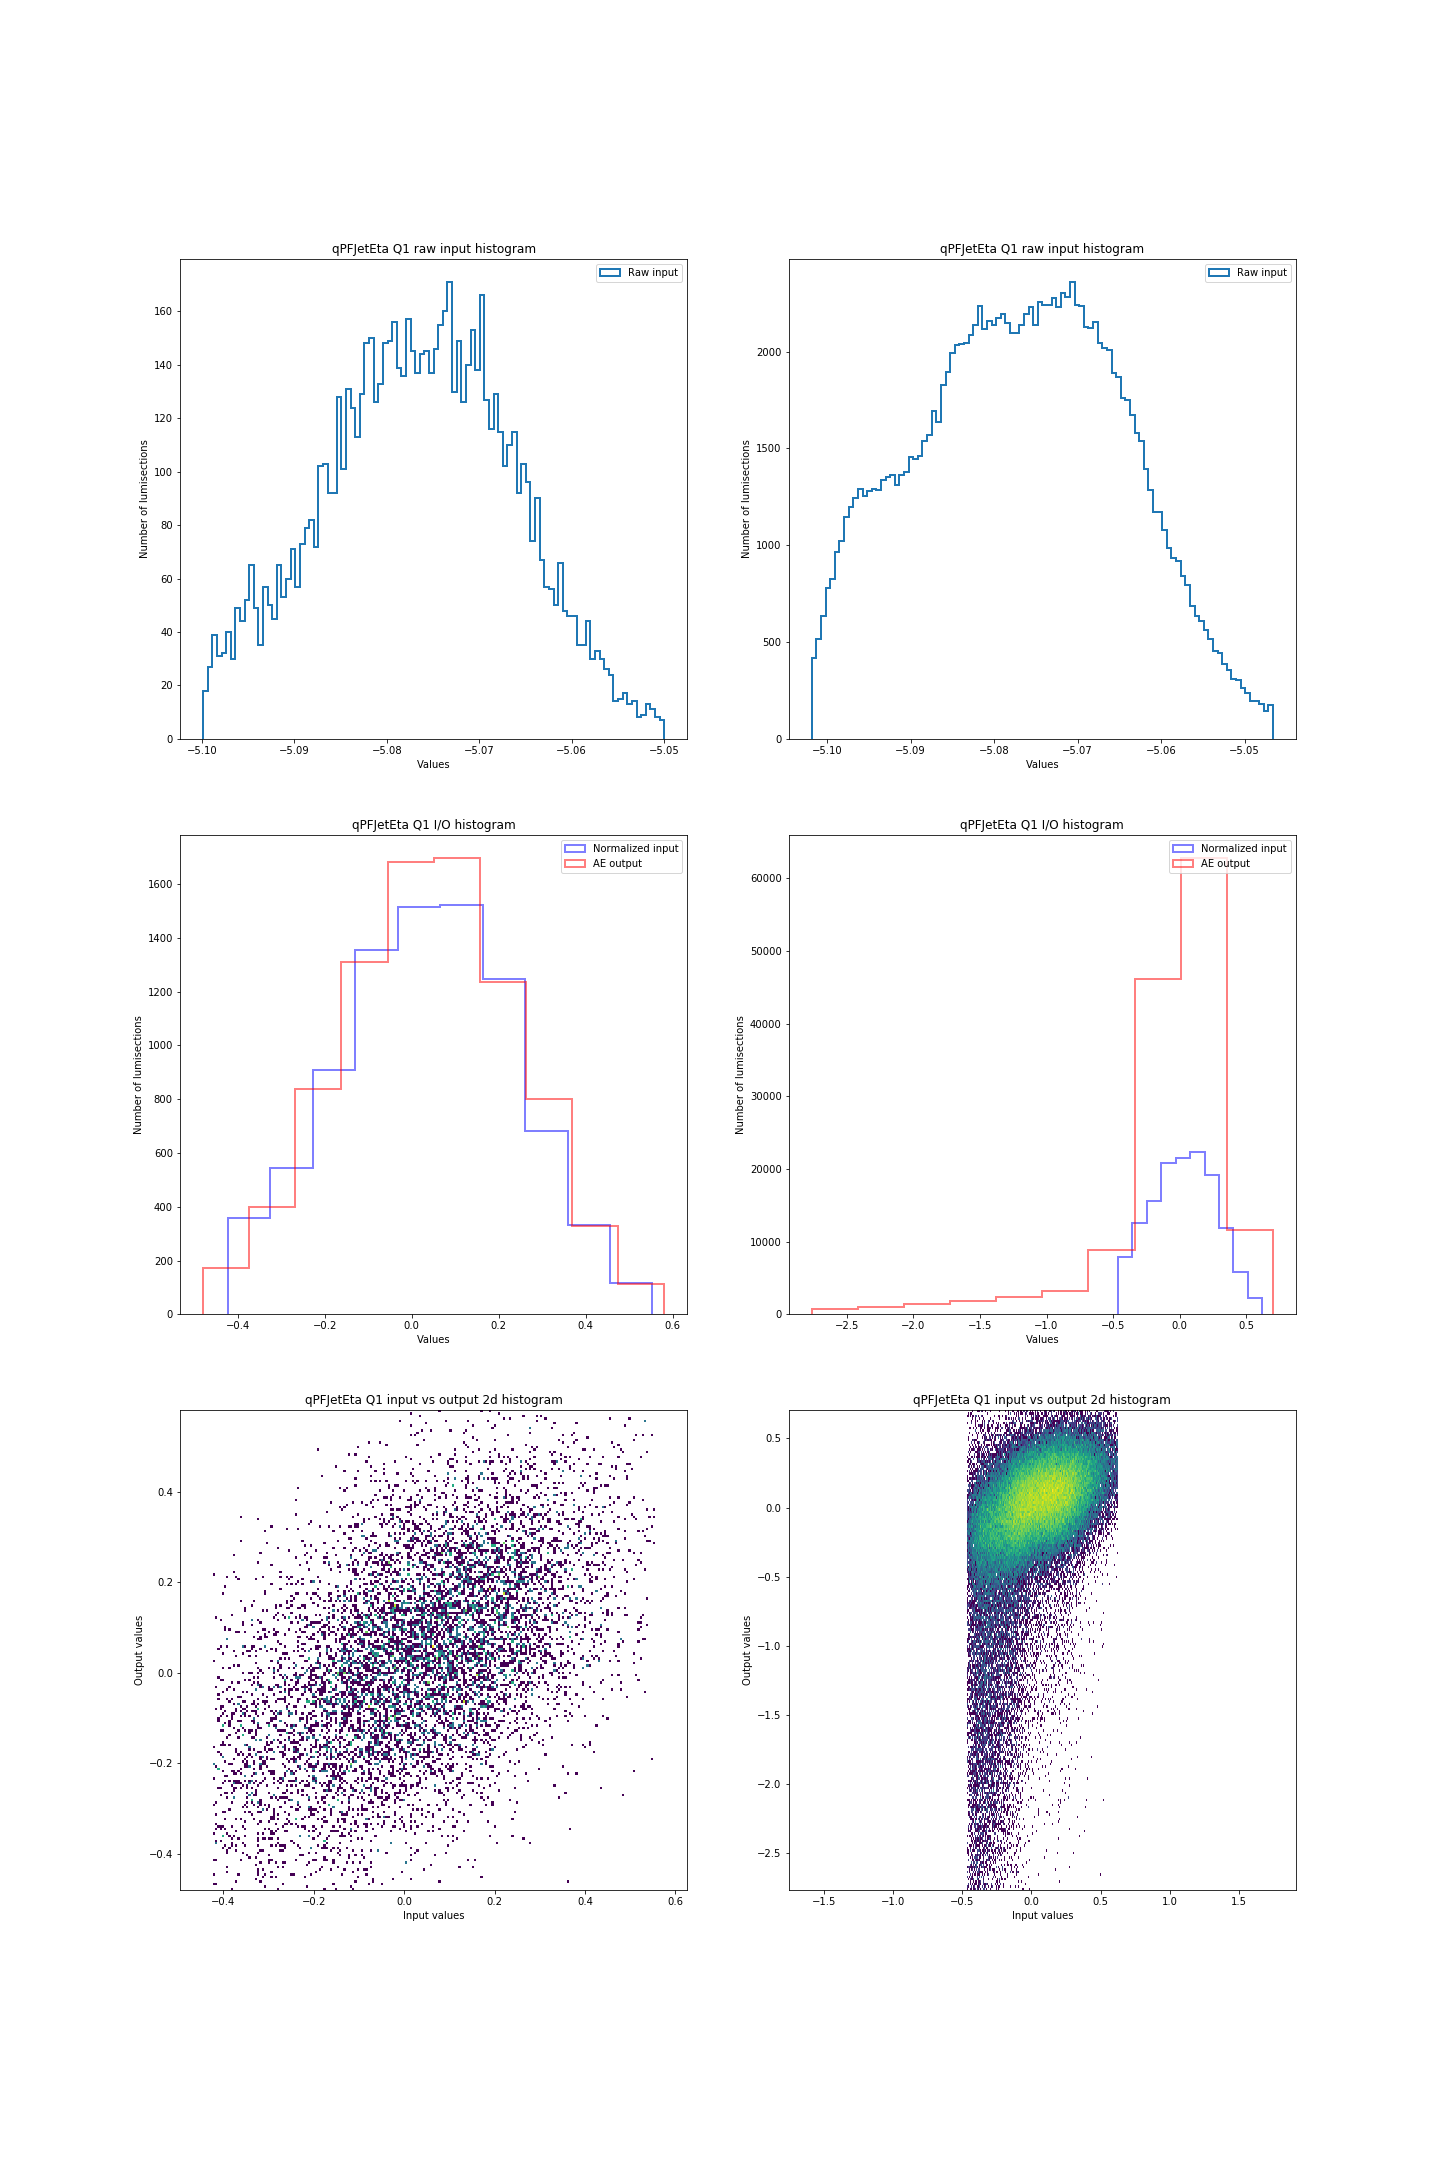 qPFJetEta Q1 raw input histogram
Raw input
Number of lumisections
160
140
120
100
80
60
40
20
0
−5.10 −5.09 −5.08 −5.07 −5.06 −5.05
Values
qPFJetEta Q1 raw input histogram
Raw input
Number of lumisections
2000
1500
1000
500
0
−5.10 −5.09 −5.08 −5.07 −5.06 −5.05
Values
qPFJetEta Q1 I/O histogram
Normalized input
AE output
Number of lumisections
1600
1400
1200
1000
800
600
400
200
0
−0.4 −0.2 0.0 0.2 0.4 0.6
Values
qPFJetEta Q1 I/O histogram
Normalized input
AE output
Number of lumisections
60000
50000
40000
30000
20000
10000
0
−2.5 −2.0 −1.5 −1.0 −0.5 0.0 0.5
Values
qPFJetEta Q1 input vs output 2d histogram
Output values
0.4
0.2
0.0
−0.2
−0.4
−0.4 −0.2 0.0 0.2 0.4 0.6
Input values
qPFJetEta Q1 input vs output 2d histogram
Output values
0.5
0.0
−0.5
−1.0
−1.5
−2.0
−2.5
−1.5 −1.0 −0.5 0.0 0.5 1.0 1.5
Input values